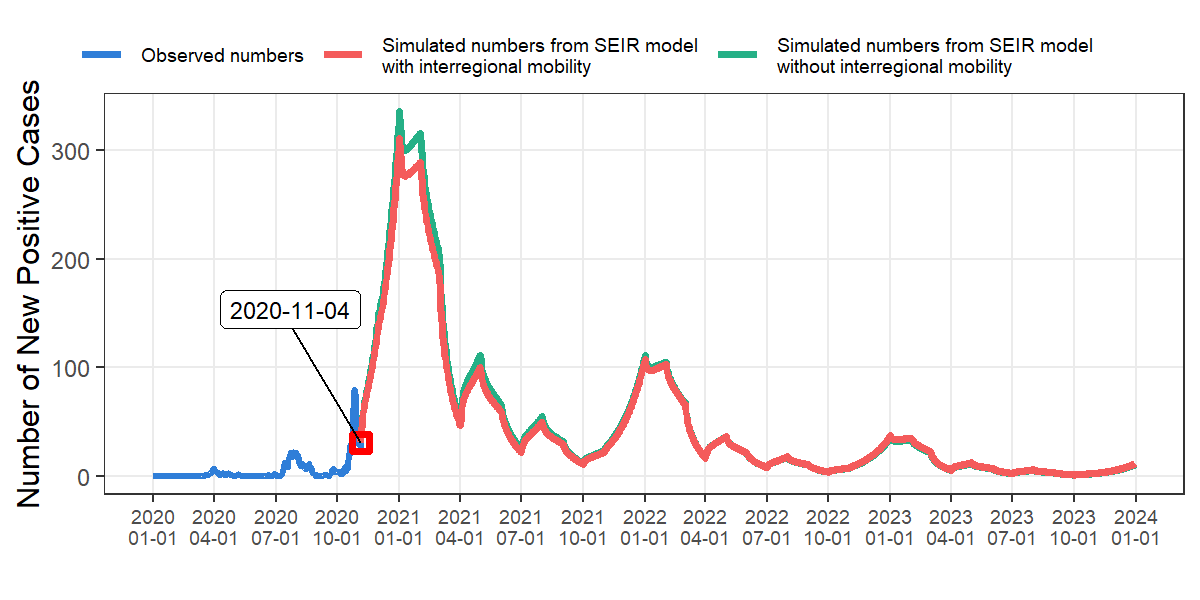 Observed numbers
Simulated numbers from SEIR model
with interregional mobility
Simulated numbers from SEIR model
without interregional mobility
Number of New Positive Cases
300
200
100
0
2020-11-04
2020 2020 2020 2020 2021 2021 2021 2021 2022 2022 2022 2022 2023 2023 2023 2023 2024
01-01 04-01 07-01 10-01 01-01 04-01 07-01 10-01 01-01 04-01 07-01 10-01 01-01 04-01 07-01 10-01 01-01